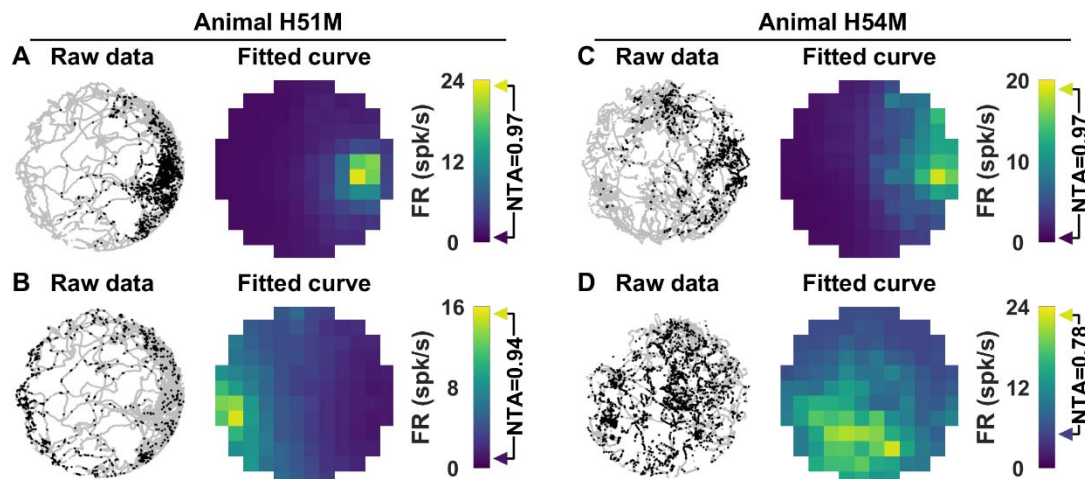 Animal H51M
Animal H54M
A Raw data Fitted curve
24
12
0
FR (spk/s)
NTA=0.97
C Raw data Fitted curve
20
10
0
FR (spk/s)
NTA=0.97
B Raw data Fitted curve
16
8
0
FR (spk/s)
NTA=0.94
D Raw data Fitted curve
24
12
0
FR (spk/s)
NTA=0.78